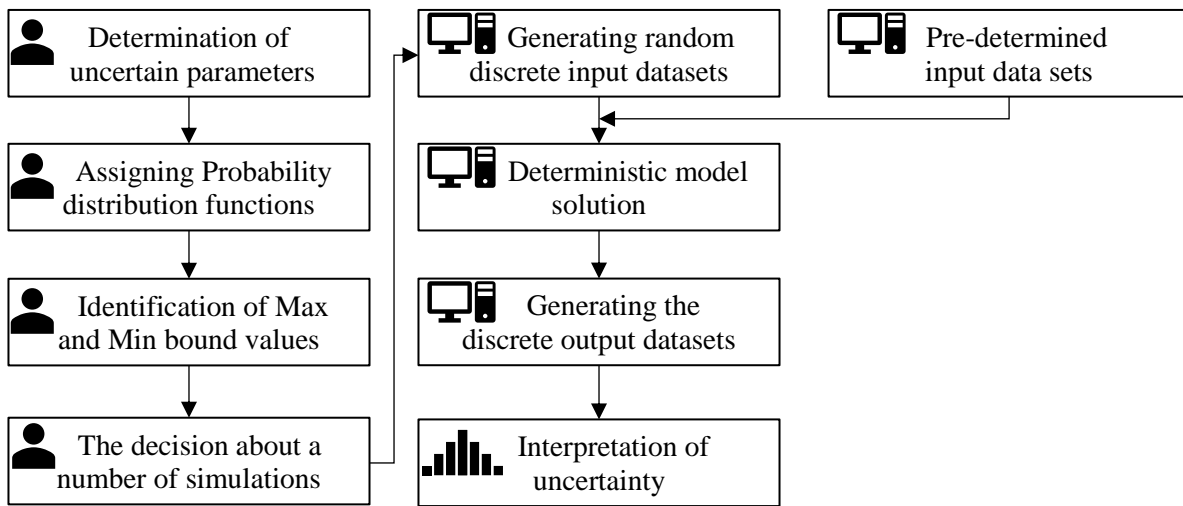 Determination of
uncertain parameters
Assigning Probability
distribution functions
Identification of Max
and Min bound values
The decision about a
number of simulations
Generating random
discrete input datasets
Deterministic model
solution
Generating the
discrete output datasets
Interpretation of
uncertainty
Pre-determined
input data sets